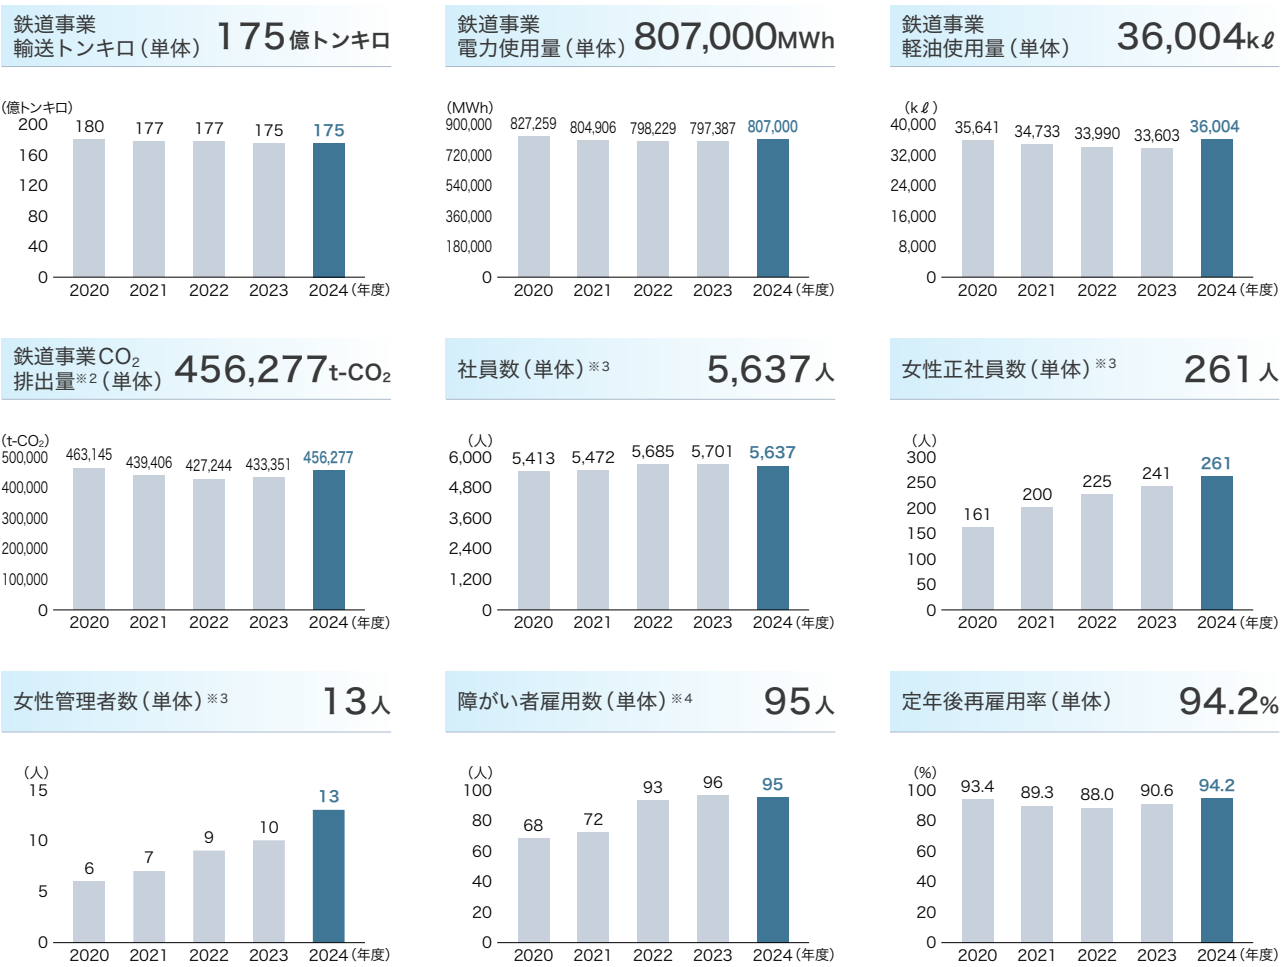 鉄道事業
輸送トンキロ（単体） 175億トンキロ
（億トンキロ）
200
160
120
80
40
0
180 177 177 175 175
2020 2021 2022 2023 2024（年度）
鉄道事業
電力使用量（単体） 807,000MWh
（MWh）
900,000
720,000
540,000
360,000
180,000
0
827,259 804,906 798,229 797,387 807,000
2020 2021 2022 2023 2024（年度）
鉄道事業
軽油使用量（単体） 36,004kℓ
（kℓ）
40,000
32,000
24,000
16,000
8,000
0
35,641 34,733 33,990 33,603 36,004
2020 2021 2022 2023 2024（年度）
鉄道事業CO₂
排出量※2（単体） 456,277t-CO₂
（t-CO₂）
500,000
400,000
300,000
200,000
100,000
0
463,145 439,406 427,244 433,351 456,277
2020 2021 2022 2023 2024（年度）
社員数（単体）※3 5,637人
（人）
6,000
4,800
3,600
2,400
1,200
0
5,413 5,472 5,685 5,701 5,637
2020 2021 2022 2023 2024（年度）
女性正社員数（単体）※3 261人
（人）
300
250
200
150
100
50
0
161 200 225 241 261
2020 2021 2022 2023 2024（年度）
女性管理者数（単体）※3 13人
（人）
15
10
5
0
6 7 9 10 13
2020 2021 2022 2023 2024（年度）
障がい者雇用数（単体）※4 95人
（人）
100
80
60
40
20
0
68 72 93 96 95
2020 2021 2022 2023 2024（年度）
定年後再雇用率（単体） 94.2%
（%）
100
80
60
40
20
0
93.4 89.3 88.0 90.6 94.2
2020 2021 2022 2023 2024（年度）